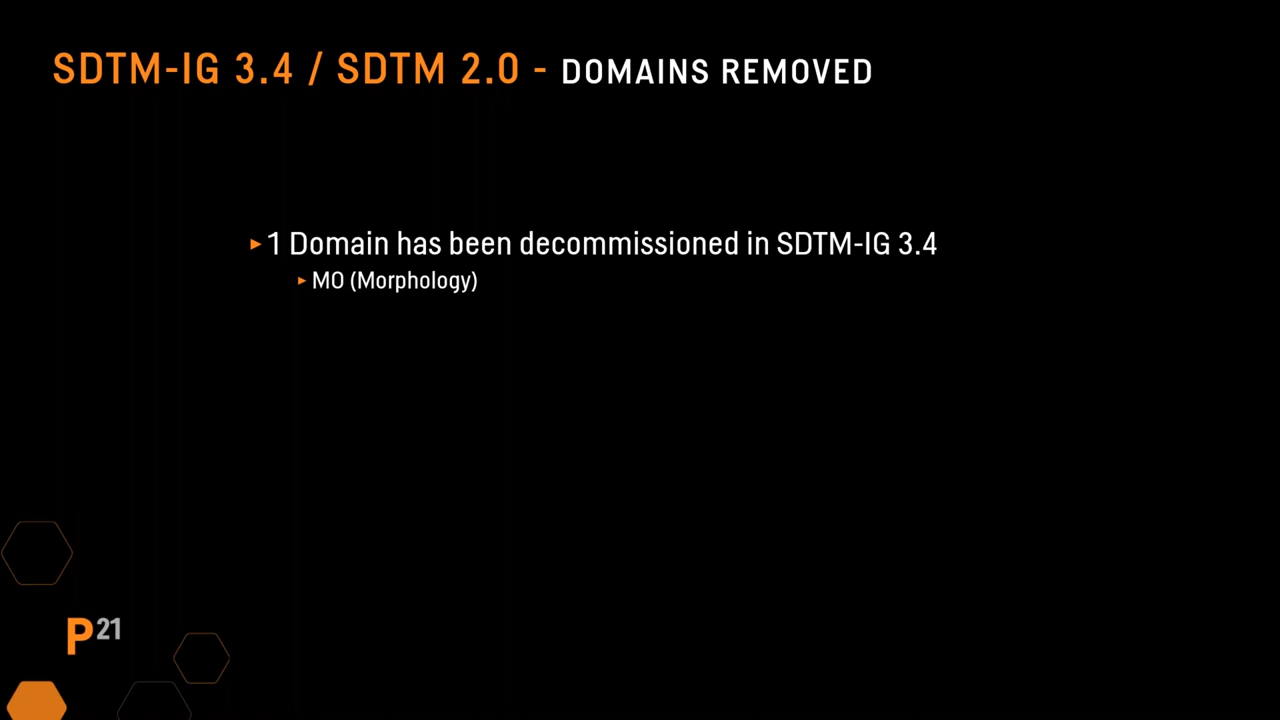 SDTM-IG 3.4 / SDTM 2.0 - DOMAINS REMOVED
1 Domain has been decommissioned in SDTM-IG 3.4
MO (Morphology)
P21